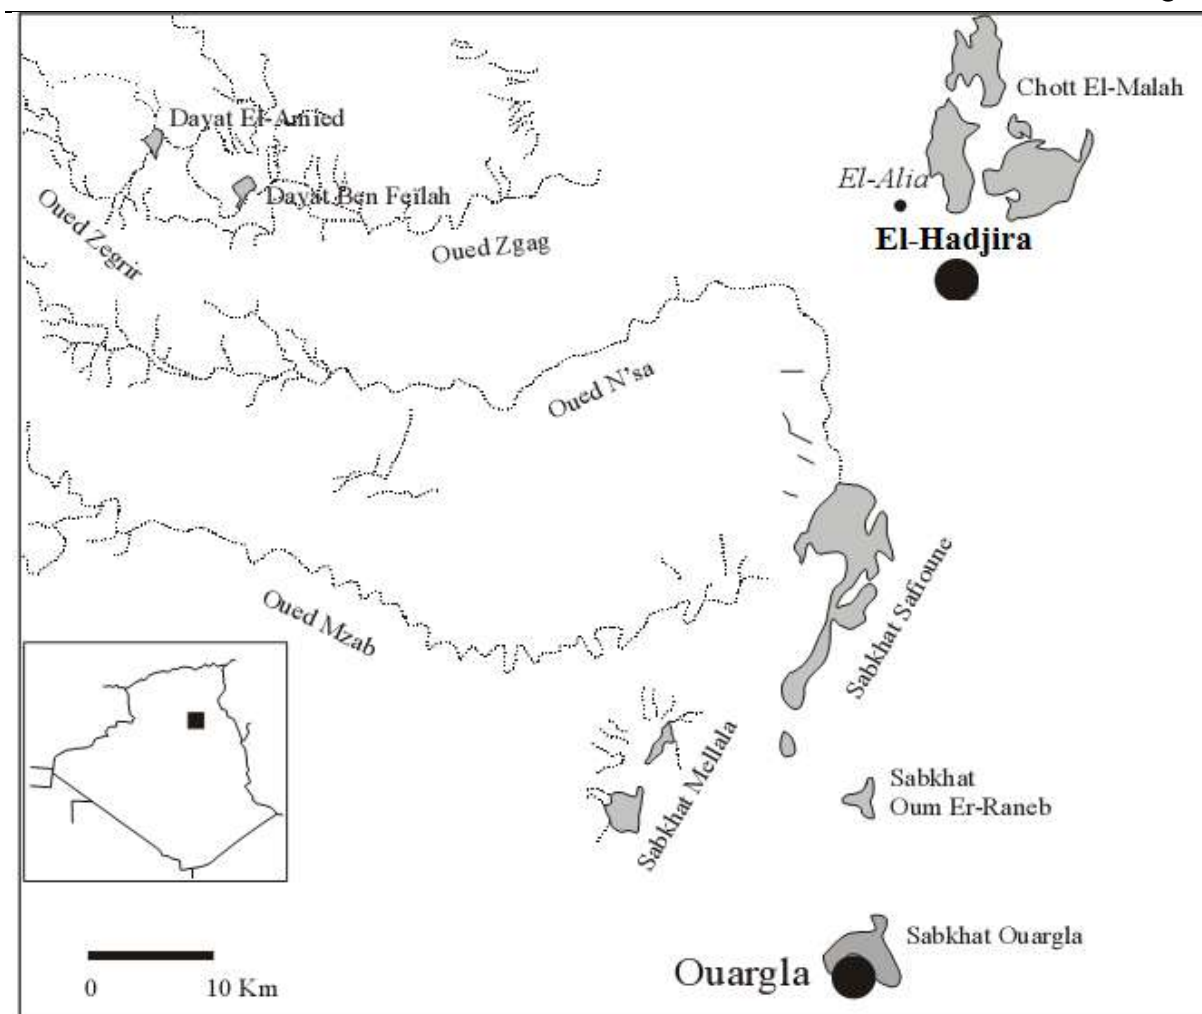 Chott El-Malah
Dayat El-Amied
El-Alia
Dayat Ben Feïlah
Oued Zegrir
Oued Zgag
El-Hadjira
Oued N'sa
Oued Mzab
Sabkhat Safioune
Sabkhat Mellala
Sabkhat
Oum Er-Raneb
Sabkhat Ouargla
Ouargla
0 10 Km